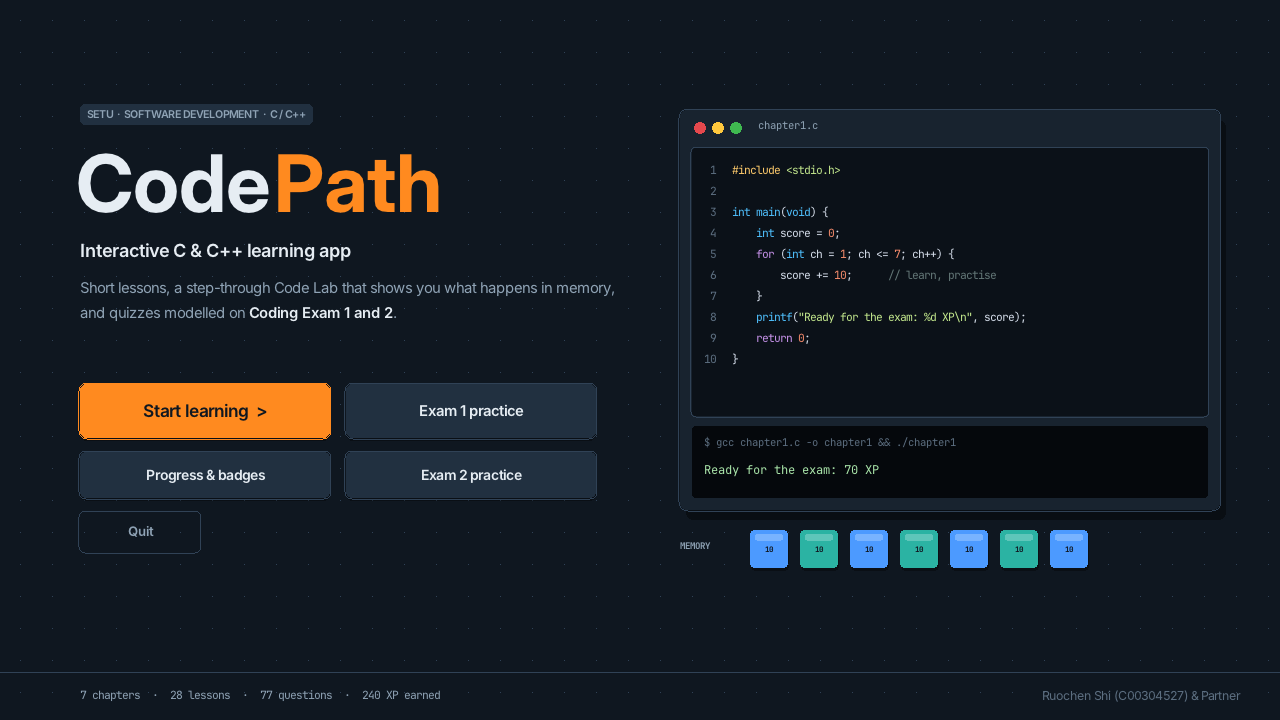 SETU · SOFTWARE DEVELOPMENT · C / C++
CodePath
Interactive C & C++ learning app
Short lessons, a step-through Code Lab that shows you what happens in memory,
and quizzes modelled on Coding Exam 1 and 2.
Start learning >
Exam 1 practice
Progress & badges
Exam 2 practice
Quit
chapter1.c
1 #include <stdio.h>
2
3 int main(void) {
4     int score = 0;
5     for (int ch = 1; ch <= 7; ch++) {
6         score += 10;      // learn, practise
7     }
8     printf("Ready for the exam: %d XP\n", score);
9     return 0;
10 }
$ gcc chapter1.c -o chapter1 && ./chapter1
Ready for the exam: 70 XP
MEMORY 10 10 10 10 10 10 10
7 chapters · 28 lessons · 77 questions · 240 XP earned
Ruochen Shi (C00304527) & Partner